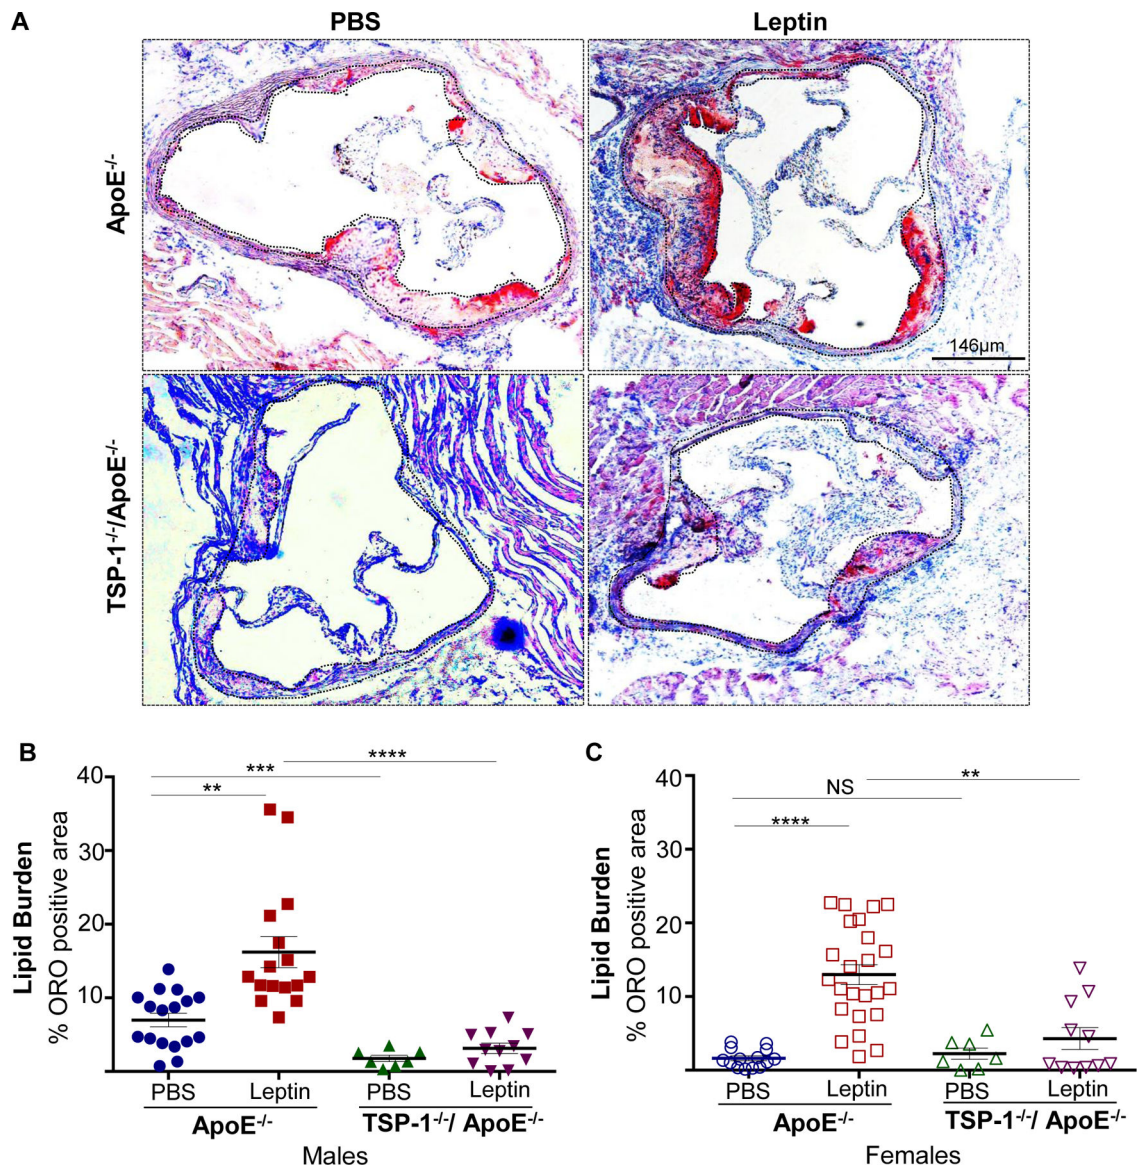 A
PBS
Leptin
ApoE-/-
146µm
TSP-1-/-/ApoE-/-
B
Lipid Burden
% ORO positive area
40
30
20
10
****
***
**
PBS
Leptin
PBS
Leptin
ApoE-/-
TSP-1-/-/ ApoE-/-
Males
C
Lipid Burden
% ORO positive area
40
30
20
10
**
NS
****
PBS
Leptin
PBS
Leptin
ApoE-/-
TSP-1-/-/ ApoE-/-
Females